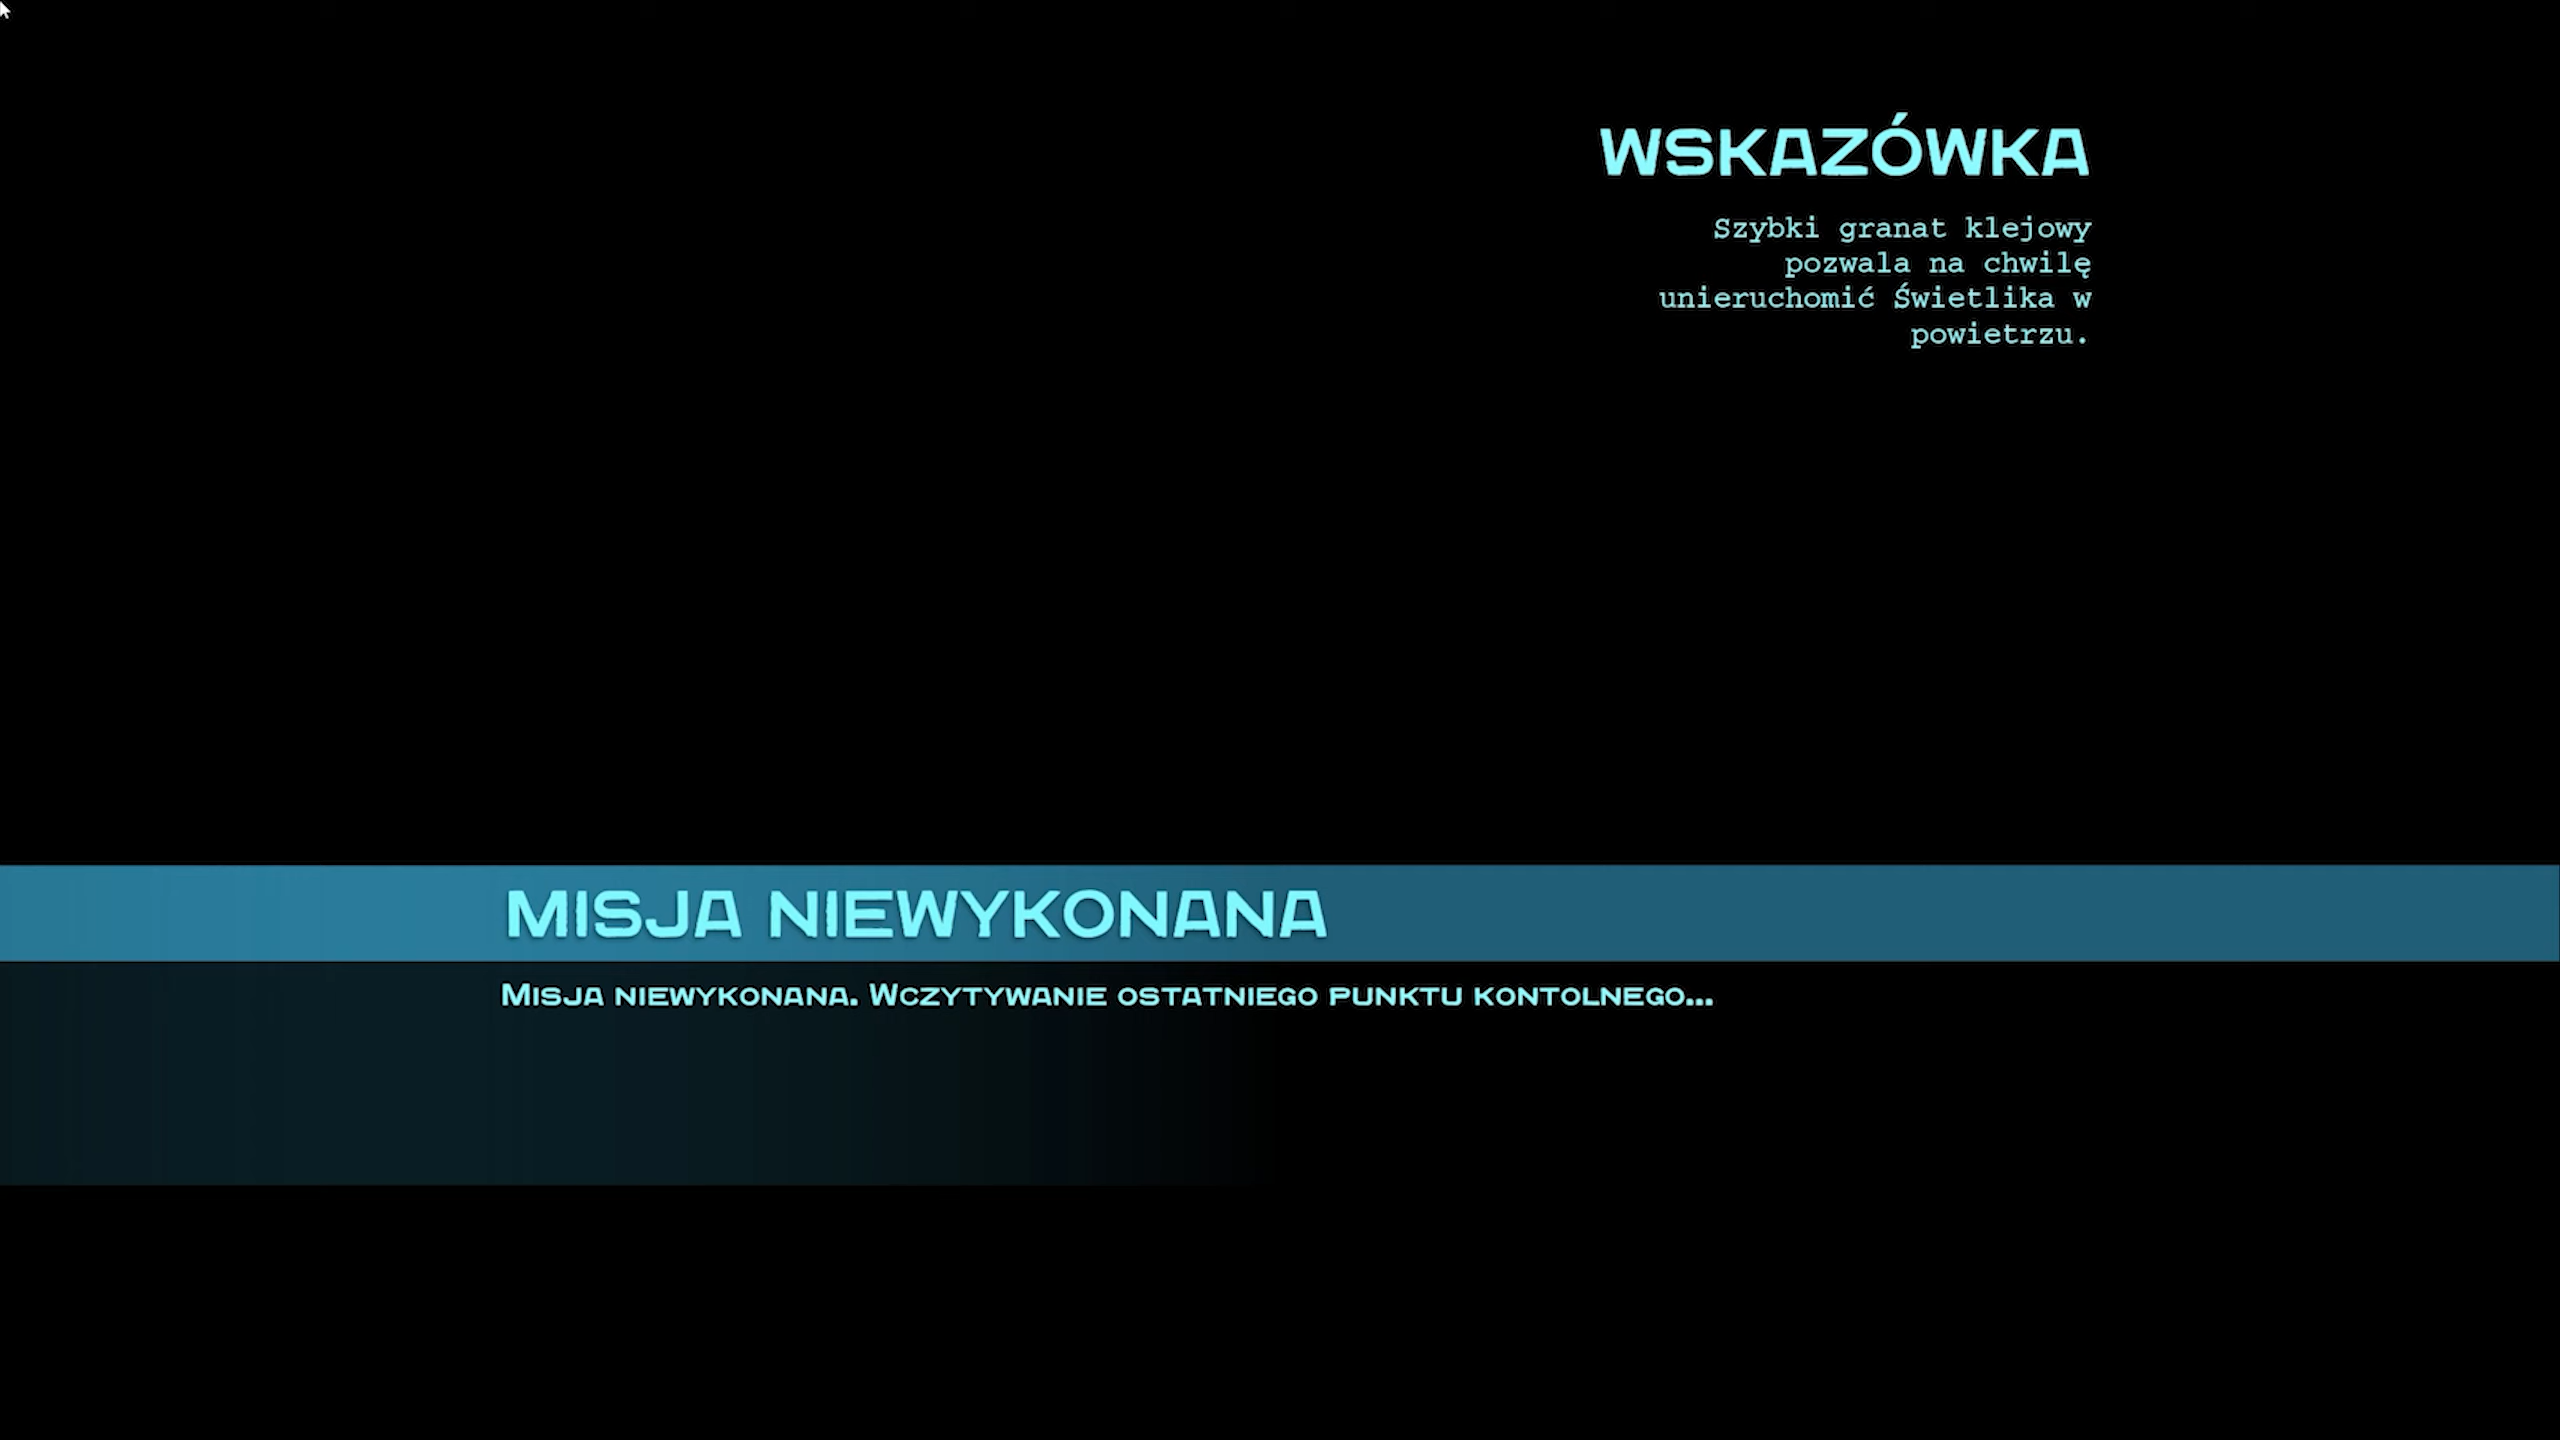 WSKAZÓWKA
Szybki granat klejowy
pozwala na chwilę
unieruchomić Świetlika w
powietrzu.
MISJA NIEWYKONANA
Misja niewykonana. Wczytywanie ostatniego punktu kontolnego...